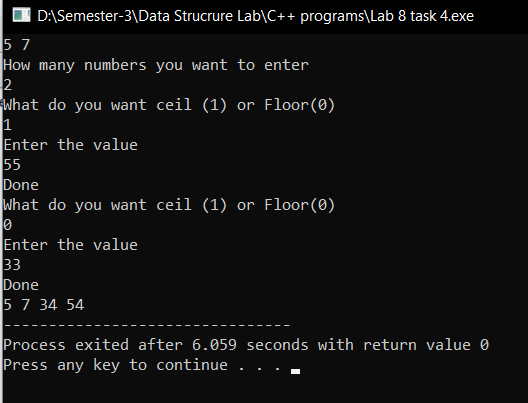 D:\Semester-3\Data Strucrure Lab\C++ programs\Lab 8 task 4.exe
5 7
How many numbers you want to enter
2
What do you want ceil (1) or Floor(0)
1
Enter the value
55
Done
What do you want ceil (1) or Floor(0)
0
Enter the value
33
Done
5 7 34 54
--------------------------------
Process exited after 6.059 seconds with return value 0
Press any key to continue . . .